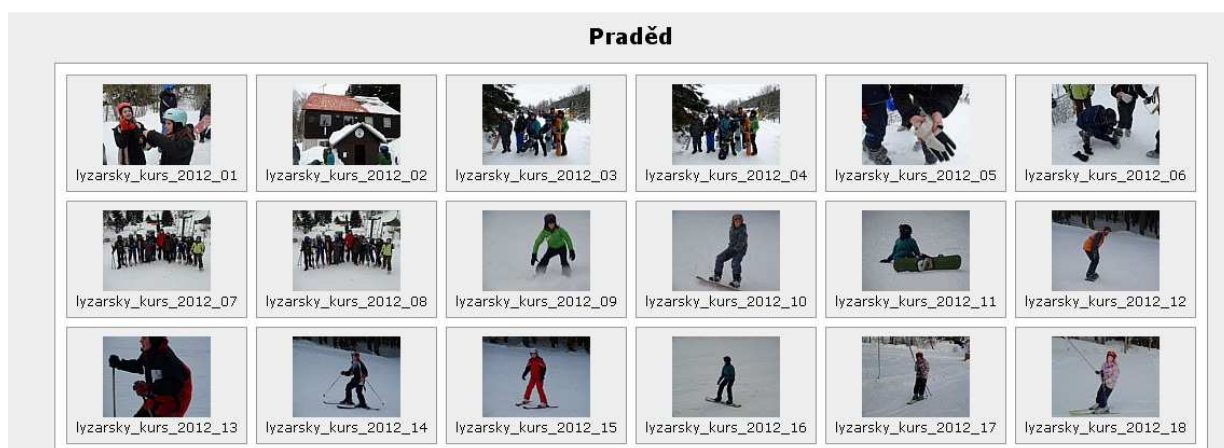 Praděd
lyzarsky_kurs_2012_01 lyzarsky_kurs_2012_02 lyzarsky_kurs_2012_03 lyzarsky_kurs_2012_04 lyzarsky_kurs_2012_05 lyzarsky_kurs_2012_06
lyzarsky_kurs_2012_07 lyzarsky_kurs_2012_08 lyzarsky_kurs_2012_09 lyzarsky_kurs_2012_10 lyzarsky_kurs_2012_11 lyzarsky_kurs_2012_12
lyzarsky_kurs_2012_13 lyzarsky_kurs_2012_14 lyzarsky_kurs_2012_15 lyzarsky_kurs_2012_16 lyzarsky_kurs_2012_17 lyzarsky_kurs_2012_18